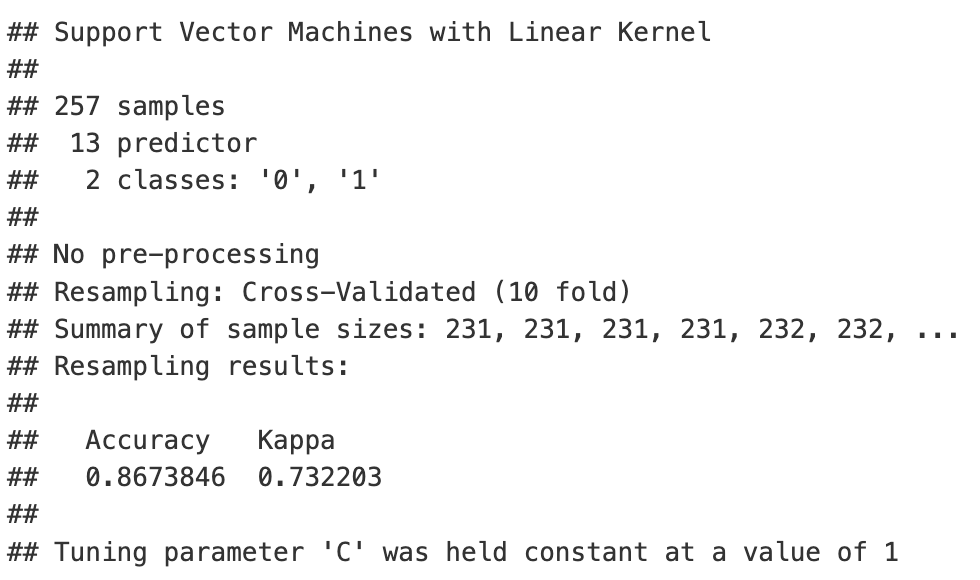 ## Support Vector Machines with Linear Kernel
##
## 257 samples
##  13 predictor
##   2 classes: '0', '1'
##
## No pre-processing
## Resampling: Cross-Validated (10 fold)
## Summary of sample sizes: 231, 231, 231, 231, 232, 232, ...
## Resampling results:
##
##   Accuracy   Kappa
##   0.8673846  0.732203
##
## Tuning parameter 'C' was held constant at a value of 1